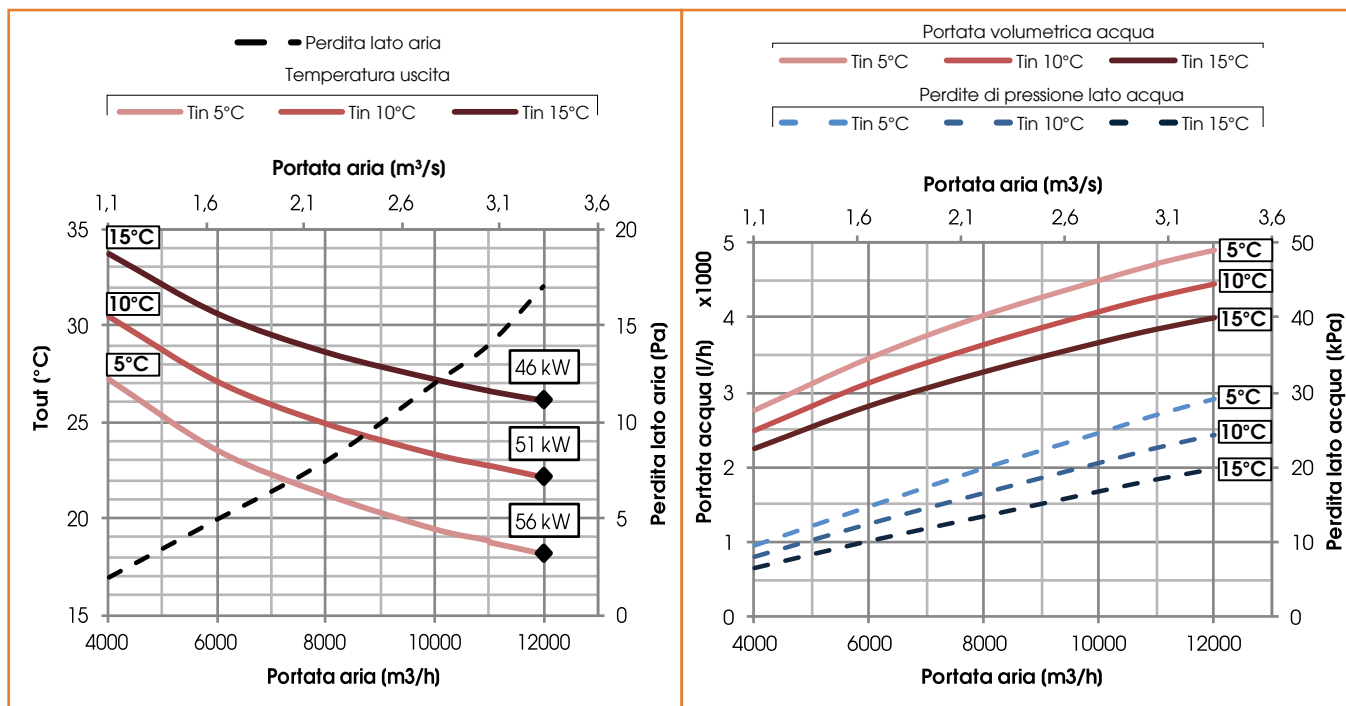 Perdita lato aria
Temperatura uscita
Tin 5°C Tin 10°C Tin 15°C
Portata aria (m³/s)
1,1 1,6 2,1 2,6 3,1 3,6
35 30 25 20 15
Tout (°C)
15°C
10°C
5°C
46 kW
51 kW
56 kW
20 15 10 5 0
Perdita lato aria (Pa)
4000 6000 8000 10000 12000
Portata aria (m3/h)
Portata volumetrica acqua
Tin 5°C Tin 10°C Tin 15°C
Perdite di pressione lato acqua
Tin 5°C Tin 10°C Tin 15°C
Portata aria (m3/s)
1,1 1,6 2,1 2,6 3,1 3,6
5 4 3 2 1 0
x1000
Portata acqua (l/h)
5°C
10°C
15°C
5°C
10°C
15°C
50 40 30 20 10 0
Perdita lato acqua (kPa)
4000 6000 8000 10000 12000
Portata aria (m3/h)